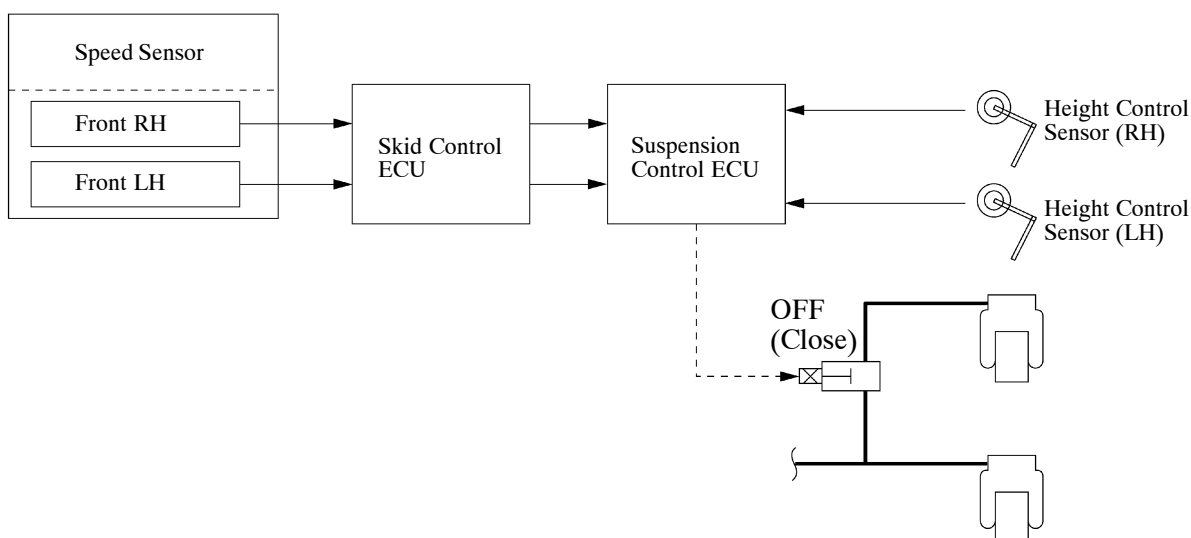 Speed Sensor
Front RH
Front LH
Skid Control
ECU
Suspension
Control ECU
Height Control
Sensor (RH)
Height Control
Sensor (LH)
OFF
(Close)